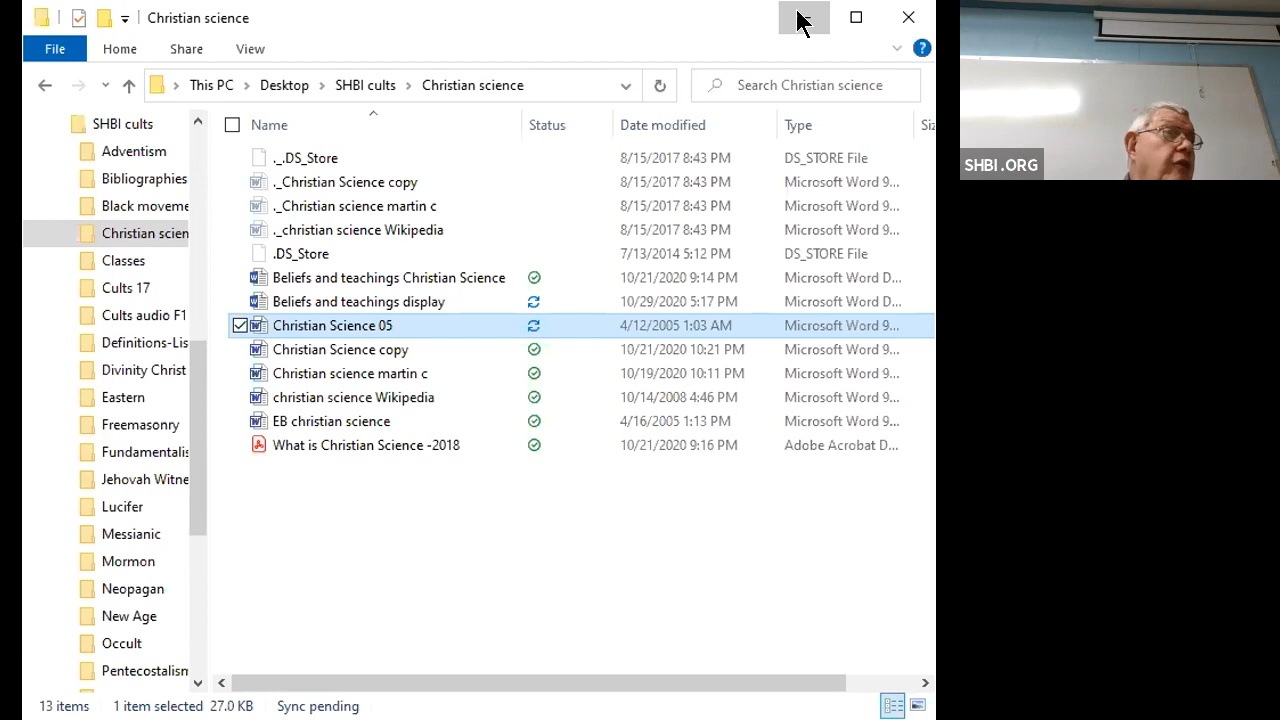 Christian science
File Home Share View
This PC Desktop SHBI cults Christian science Search Christian science
SHBI cults
Adventism
Bibliographies
Black moveme
Christian scien
Classes
Cults 17
Cults audio F1
Definitions-Lis
Divinity Christ
Eastern
Freemasonry
Fundamentalis
Jehovah Witne
Lucifer
Messianic
Mormon
Neopagan
New Age
Occult
Pentecostalism
Name Status Date modified Type Siz
._.DS_Store 8/15/2017 8:43 PM DS_STORE File
._Christian Science copy 8/15/2017 8:43 PM Microsoft Word 9...
._Christian science martin c 8/15/2017 8:43 PM Microsoft Word 9...
._christian science Wikipedia 8/15/2017 8:43 PM Microsoft Word 9...
.DS_Store 7/13/2014 5:12 PM DS_STORE File
Beliefs and teachings Christian Science 10/21/2020 9:14 PM Microsoft Word D...
Beliefs and teachings display 10/29/2020 5:17 PM Microsoft Word D...
Christian Science 05 4/12/2005 1:03 AM Microsoft Word 9...
Christian Science copy 10/21/2020 10:21 PM Microsoft Word 9...
Christian science martin c 10/19/2020 10:11 PM Microsoft Word 9...
christian science Wikipedia 10/14/2008 4:46 PM Microsoft Word 9...
EB christian science 4/16/2005 1:13 PM Microsoft Word 9...
What is Christian Science -2018 10/21/2020 9:16 PM Adobe Acrobat D...
13 items 1 item selected 27.0 KB Sync pending
SHBI.ORG